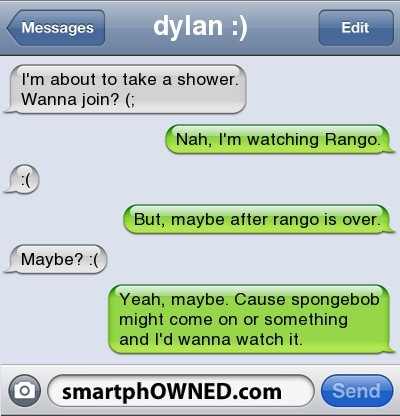 Messages
dylan :)
Edit
I'm about to take a shower.
Wanna join? (;
Nah, I'm watching Rango.
:(
But, maybe after rango is over.
Maybe? :(
Yeah, maybe. Cause spongebob
might come on or something
and I'd wanna watch it.
smartphOWNED.com
Send